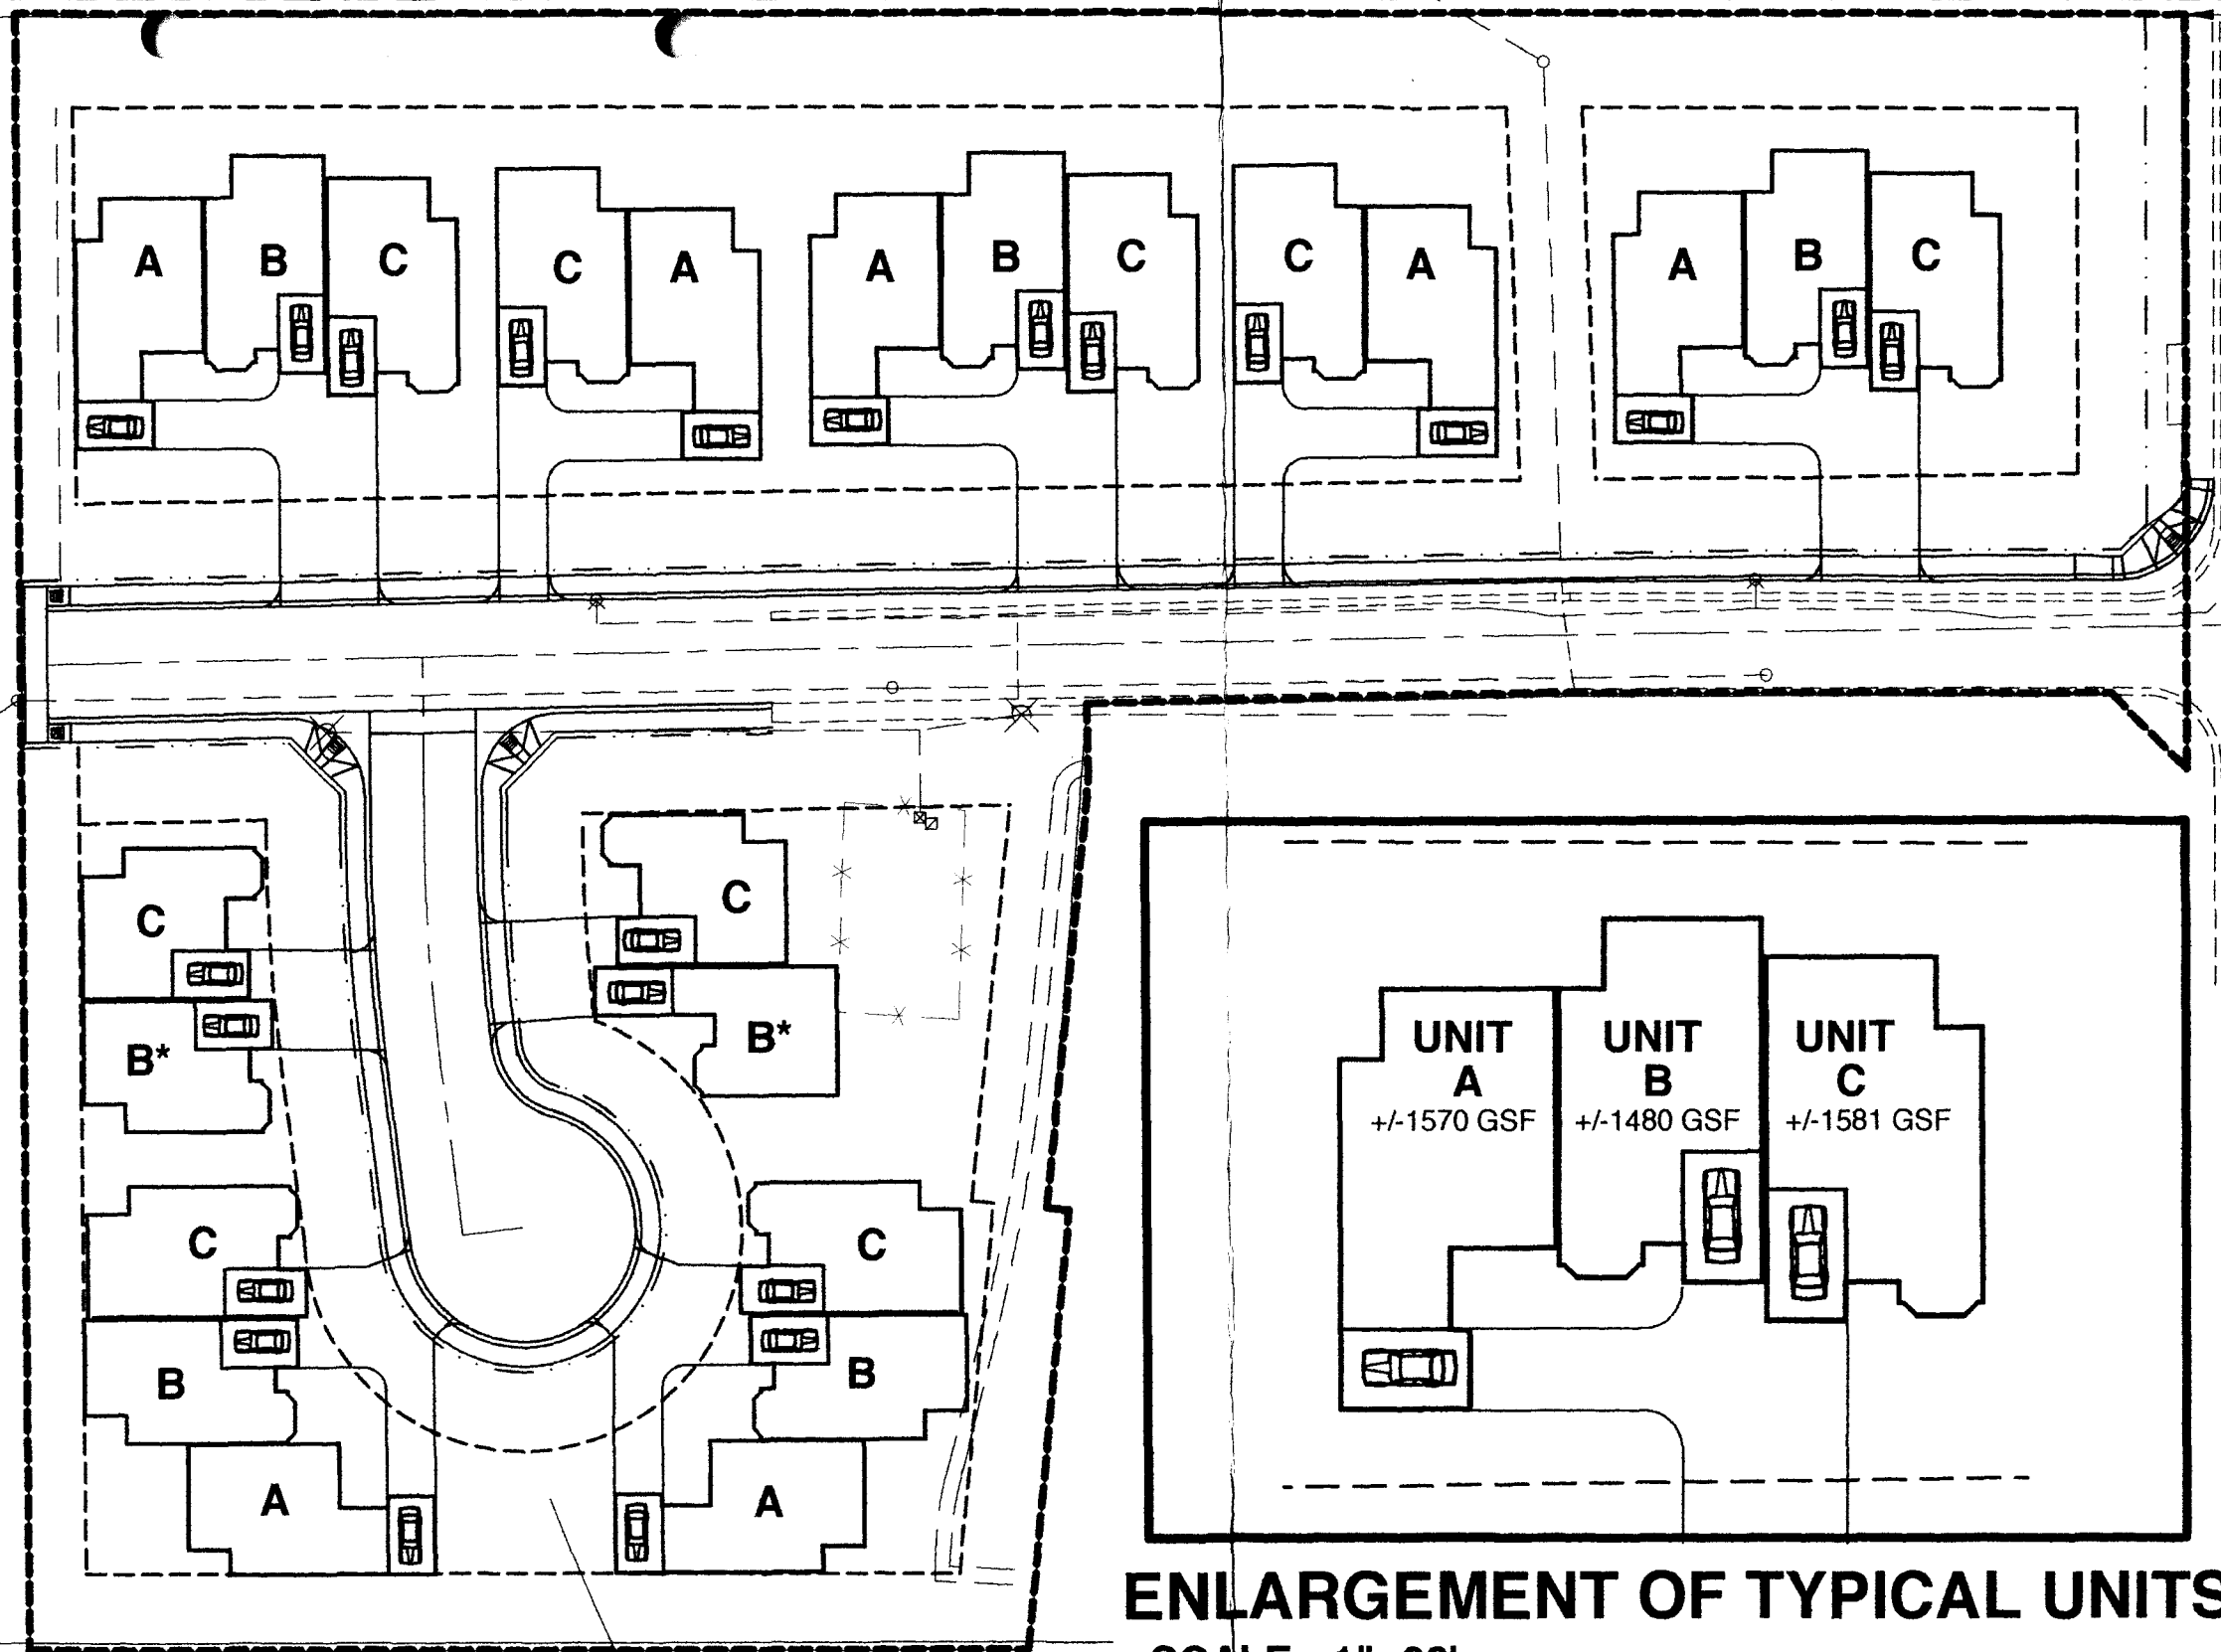 A B C C A A B C C A A B C
C
C
B*
B*
C
C
B
B
A
A
UNIT
A
+/-1570 GSF
UNIT
B
+/-1480 GSF
UNIT
C
+/-1581 GSF
ENLARGEMENT OF TYPICAL UNITS